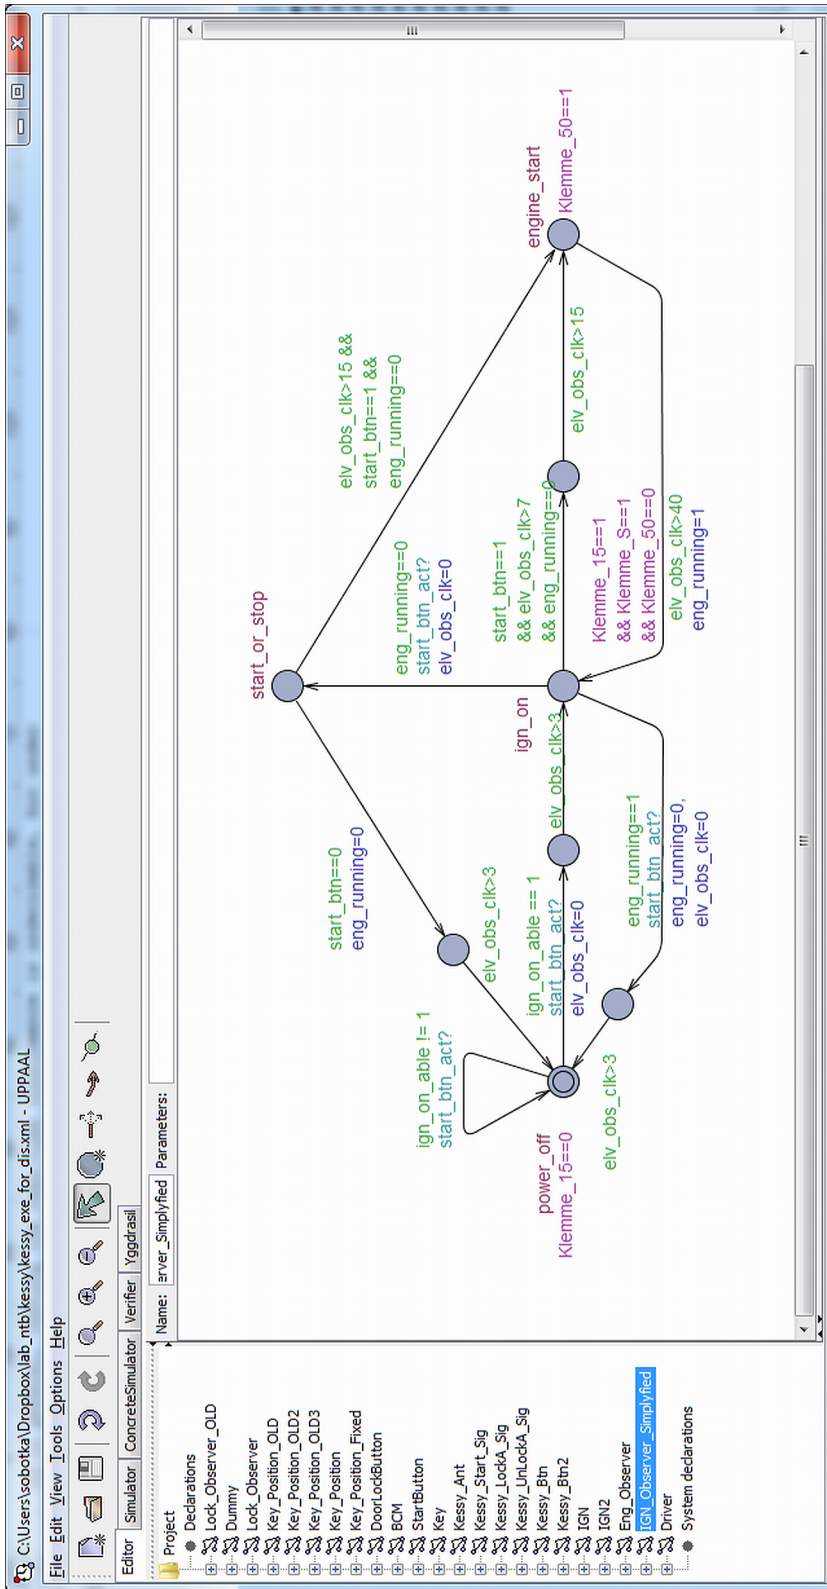 C:\Users\sobotka\Dropbox\lab_ntb\kessy\kessy_exe_for_dis.xml - UPPAAL
File Edit View Tools Options Help
Editor Simulator ConcreteSimulator Verifier Yggdrasil
Name: erver_Simplyfied Parameters:
Project
Declarations
Lock_Observer_OLD
Dummy
Lock_Observer
Key_Position_OLD
Key_Position_OLD2
Key_Position_OLD3
Key_Position
Key_Position_Fixed
DoorLockButton
BCM
StartButton
Key
Kessy_Ant
Kessy_Start_Sig
Kessy_LockA_Sig
Kessy_UnLockA_Sig
Kessy_Btn
Kessy_Btn2
IGN
IGN2
Eng_Observer
IGN_Observer_Simplyfied
Driver
System declarations
start_or_stop
elv_obs_clk>15 &&
start_btn==1 &&
eng_running==0
start_btn==0
eng_running=0
eng_running==0
start_btn_act?
elv_obs_clk=0
ign_on_able != 1
start_btn_act?
elv_obs_clk>3
start_btn==1
&& elv_obs_clk>7
&& eng_running==0
engine_start
Klemme_50==1
ign_on_able == 1
start_btn_act?
elv_obs_clk=0
elv_obs_clk>3
ign_on
elv_obs_clk>15
power_off
Klemme_15==0
Klemme_15==1
&& Klemme_S==1
&& Klemme_50==0
elv_obs_clk>3
eng_running==1
start_btn_act?
eng_running=0,
elv_obs_clk=0
elv_obs_clk>40
eng_running=1